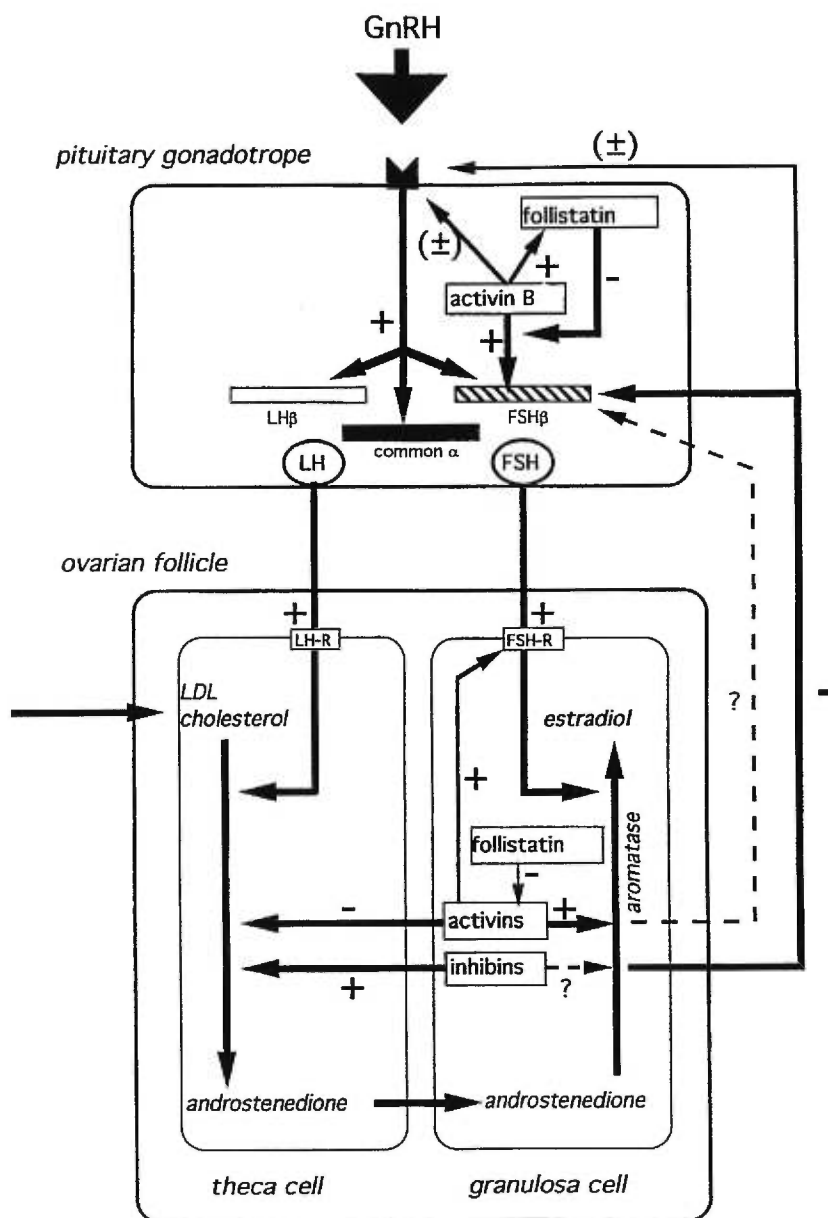 GnRH
pituitary gonadotrope
(±)
follistatin
(±)
+
-
activin B
+
+
LHβ
FSHβ
common α
LH
FSH
ovarian follicle
+
+
LH-R
FSH-R
LDL
cholesterol
estradiol
?
-
+
aromatase
follistatin
-
-
activins
+
inhibins
+
?
androstenedione
androstenedione
theca cell
granulosa cell